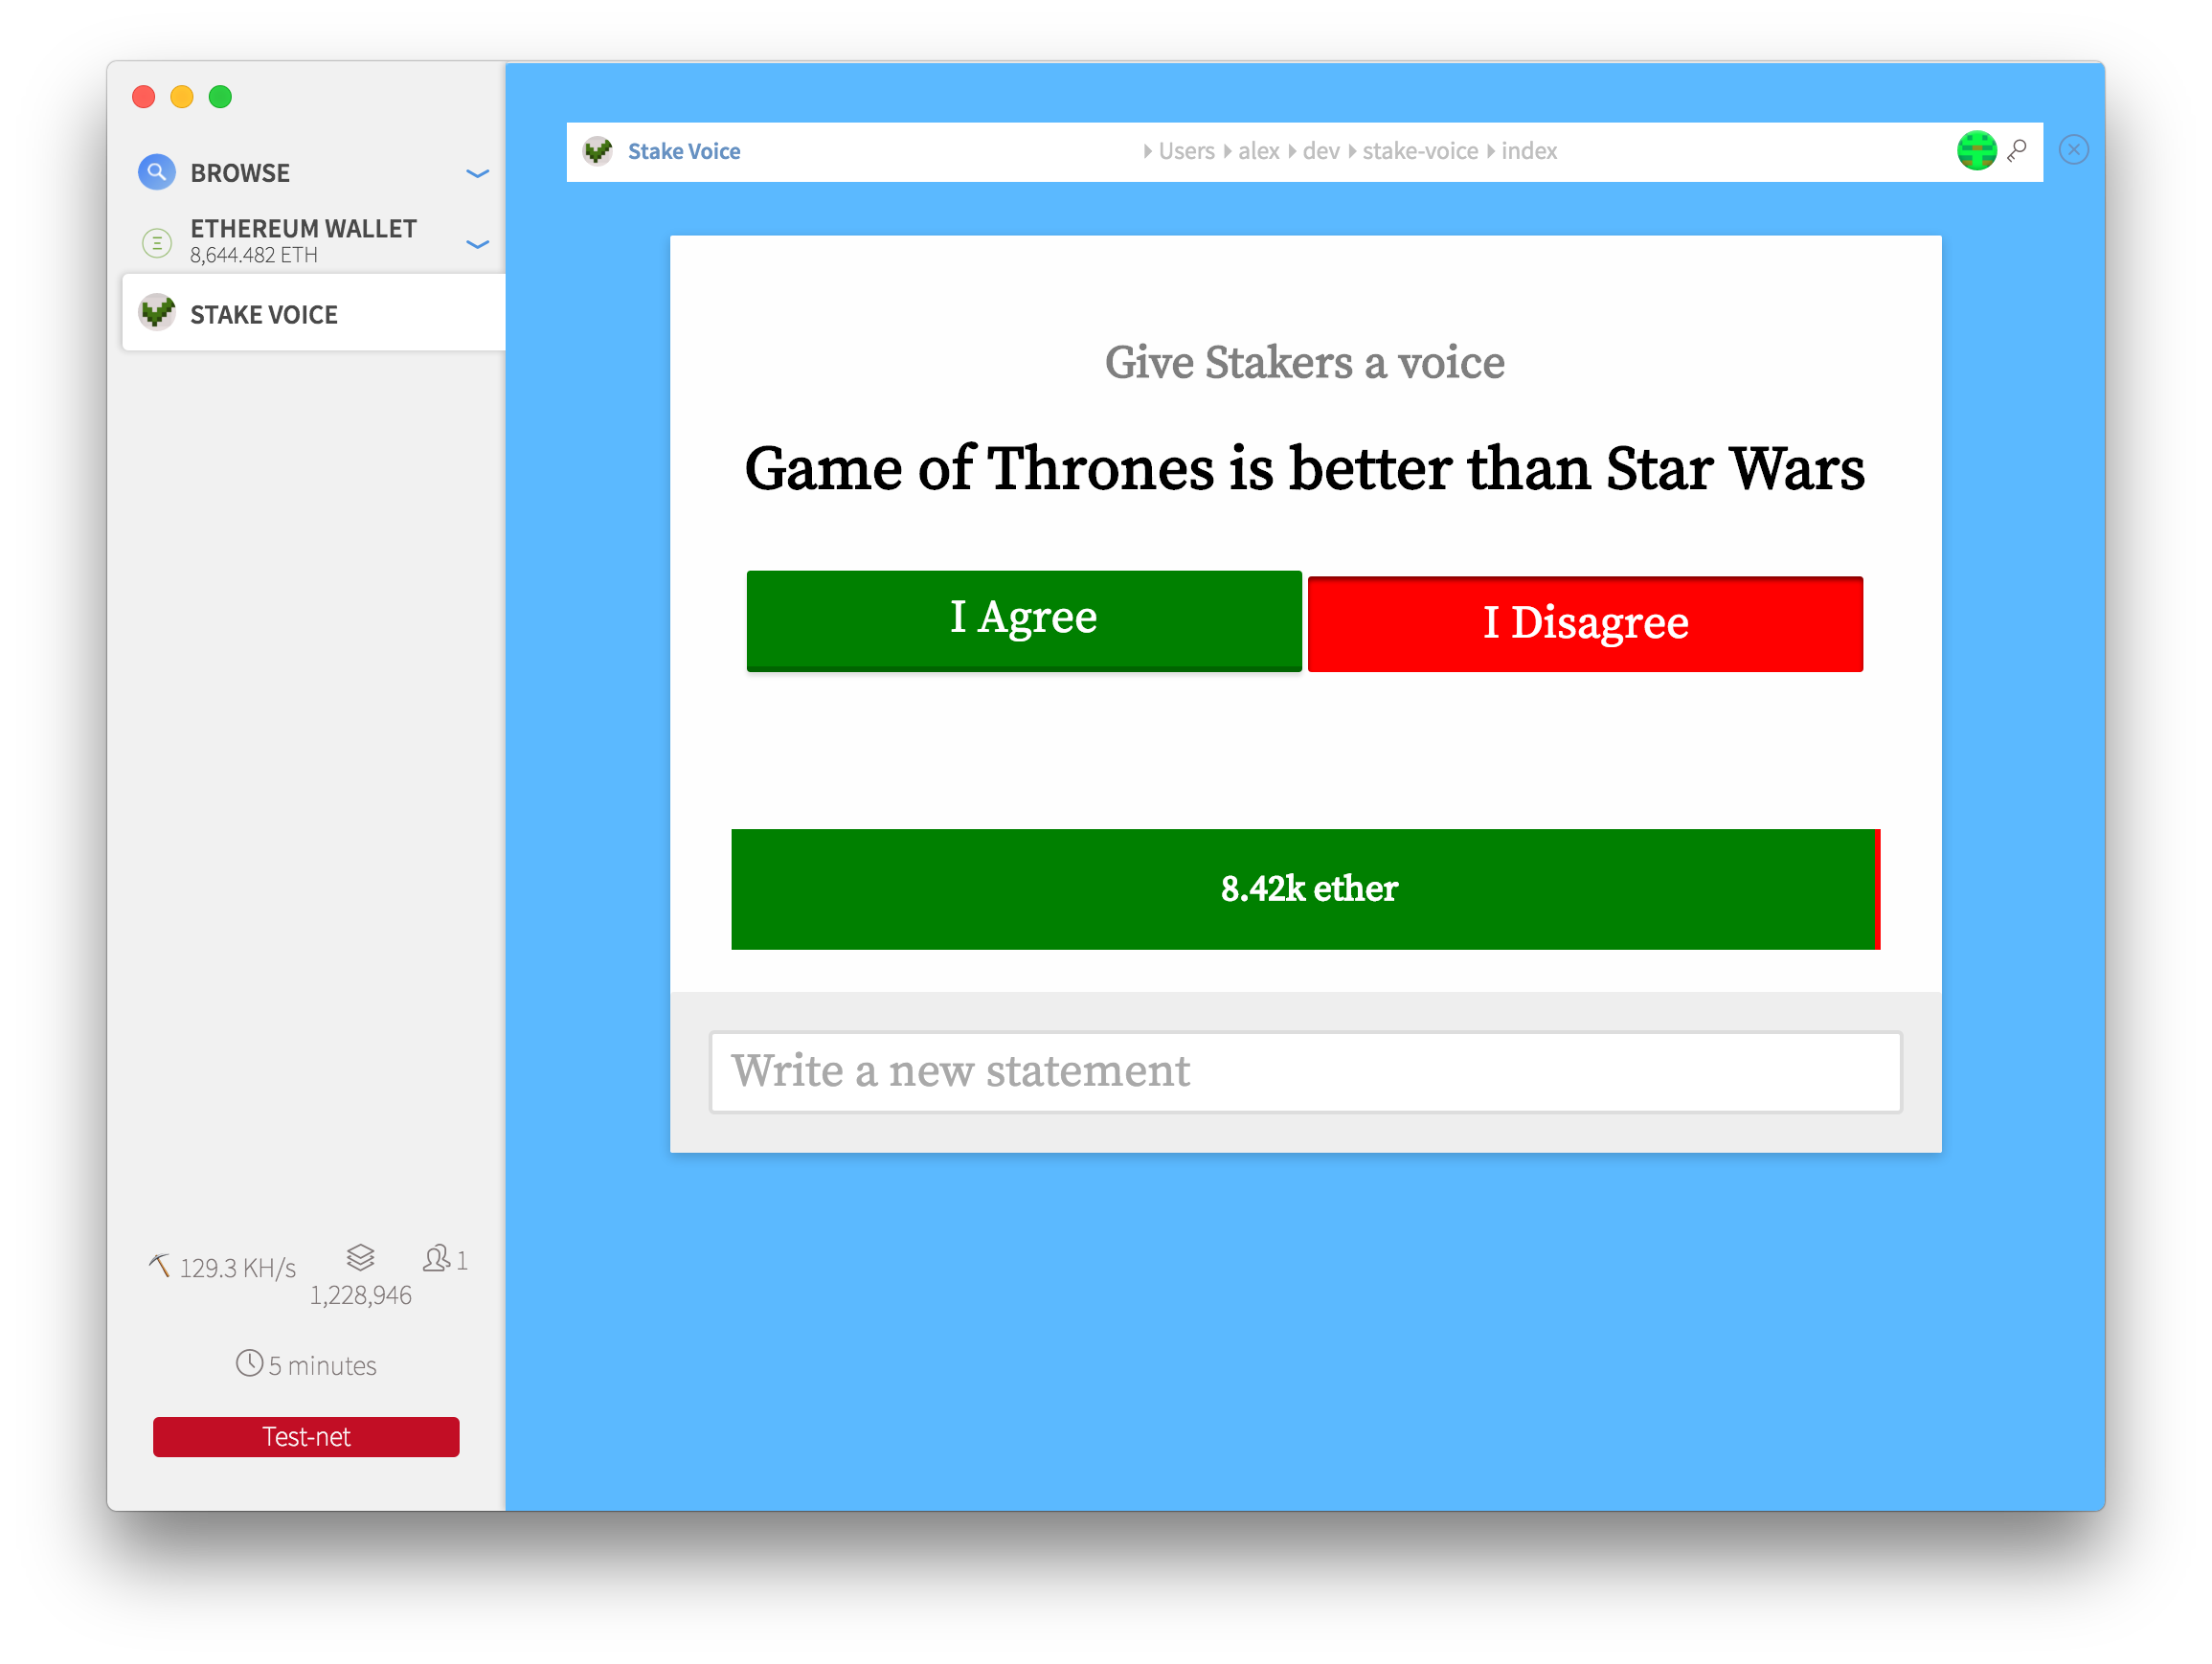 BROWSE
ETHEREUM WALLET
8,644.482 ETH
STAKE VOICE
129.3 KH/s
1,228,946
1
5 minutes
Test-net
Stake Voice
Users alex dev stake-voice index
Give Stakers a voice
Game of Thrones is better than Star Wars
I Agree
I Disagree
8.42k ether
Write a new statement